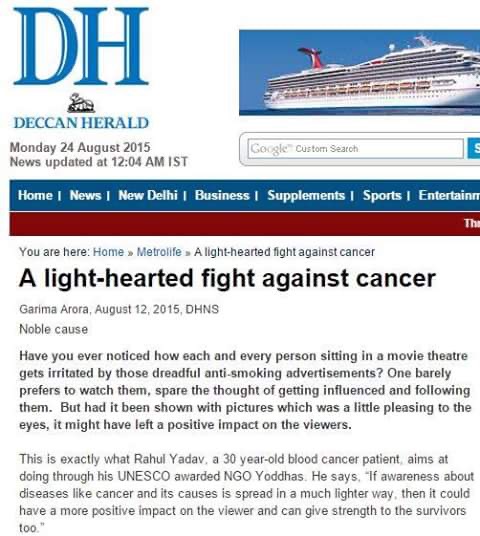 DH
DECCAN HERALD
Monday 24 August 2015
News updated at 12:04 AM IST
Google™ Custom Search
S
Home | News | New Delhi | Business | Supplements | Sports | Entertainm
Thr
You are here: Home » Metrolife » A light-hearted fight against cancer
A light-hearted fight against cancer
Garima Arora, August 12, 2015, DHNS
Noble cause
Have you ever noticed how each and every person sitting in a movie theatre
gets irritated by those dreadful anti-smoking advertisements? One barely
prefers to watch them, spare the thought of getting influenced and following
them. But had it been shown with pictures which was a little pleasing to the
eyes, it might have left a positive impact on the viewers.
This is exactly what Rahul Yadav, a 30 year-old blood cancer patient, aims at
doing through his UNESCO awarded NGO Yoddhas. He says, “If awareness about
diseases like cancer and its causes is spread in a much lighter way, then it could
have a more positive impact on the viewer and can give strength to the survivors
too.”